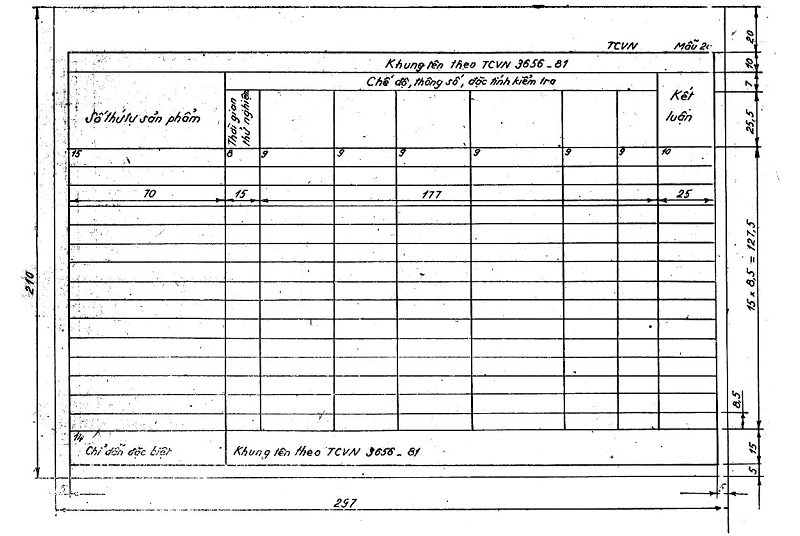 TCVN Mẫu 2c
Khung tên theo TCVN 3656-81
Chế độ, thông số, đặc tính kiểm tra
Số thứ tự sản phẩm
Thời gian
thử nghiệm
Kết
luận
15 8 9 9 9 9 9 9 10
70 15 177 25
14
Chỉ dẫn đặc biệt
Khung tên theo TCVN 3656-81
5 5
297
210
20
10
7
25,5
15 x 8,5 = 127,5
8,5
15
5